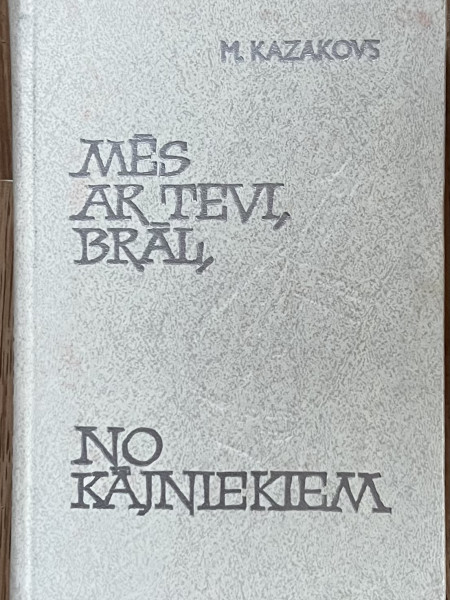 M. KAZAKOVS
MĒS
AR TEVI,
BRĀL,
NO
KĀJNIEKIEM